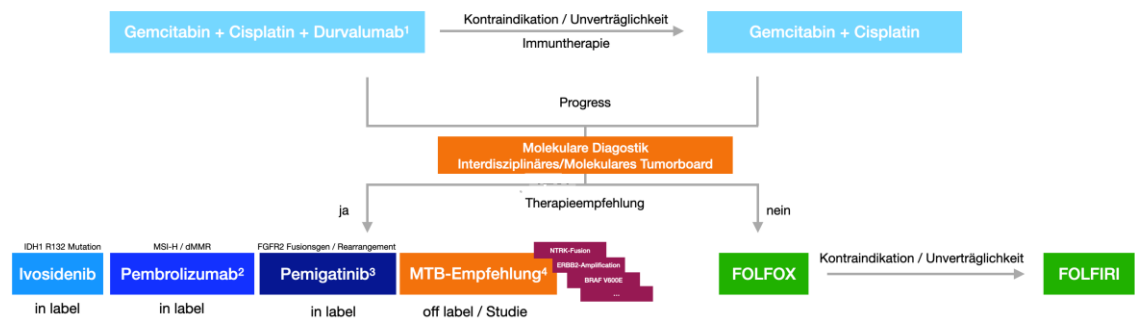 Kontraindikation / Unverträglichkeit
Gemcitabin + Cisplatin + Durvalumab¹
Gemcitabin + Cisplatin
Immuntherapie
Progress
Molekulare Diagostik
Interdisziplinäres/Molekulares Tumorboard
Therapieempfehlung
ja
nein
IDH1 R132 Mutation
MSI-H / dMMR
FGFR2 Fusionsgen / Rearrangement
NTRK-Fusion
ERBB2-Amplification
BRAF V600E
...
Ivosidenib
Pembrolizumab²
Pemigatinib³
MTB-Empfehlung⁴
FOLFOX
Kontraindikation / Unverträglichkeit
FOLFIRI
in label
in label
in label
off label / Studie